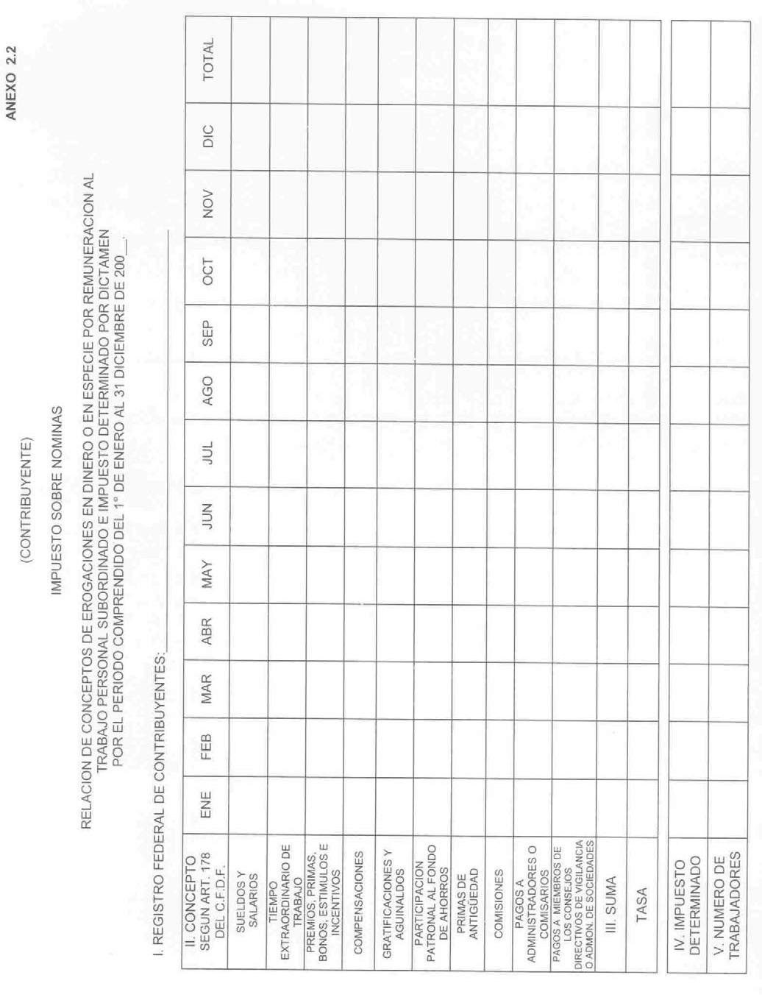 ANEXO 2.2
(CONTRIBUYENTE)
IMPUESTO SOBRE NOMINAS
RELACION DE CONCEPTOS DE EROGACIONES EN DINERO O EN ESPECIE POR REMUNERACION AL
TRABAJO PERSONAL SUBORDINADO E IMPUESTO DETERMINADO POR DICTAMEN
POR EL PERIODO COMPRENDIDO DEL 1° DE ENERO AL 31 DICIEMBRE DE 200__.
I. REGISTRO FEDERAL DE CONTRIBUYENTES:
II. CONCEPTO
SEGUN ART. 178
DEL C.F.D.F.
ENE FEB MAR ABR MAY JUN JUL AGO SEP OCT NOV DIC TOTAL
SUELDOS Y
SALARIOS
TIEMPO
EXTRAORDINARIO DE
TRABAJO
PREMIOS, PRIMAS,
BONOS, ESTIMULOS E
INCENTIVOS
COMPENSACIONES
GRATIFICACIONES Y
AGUINALDOS
PARTICIPACION
PATRONAL AL FONDO
DE AHORROS
PRIMAS DE
ANTIGÜEDAD
COMISIONES
PAGOS A
ADMINISTRADORES O
COMISARIOS
PAGOS A MIEMBROS DE
LOS CONSEJOS
DIRECTIVOS DE VIGILANCIA
O ADMON. DE SOCIEDADES
III. SUMA
TASA
IV. IMPUESTO
DETERMINADO
V. NUMERO DE
TRABAJADORES